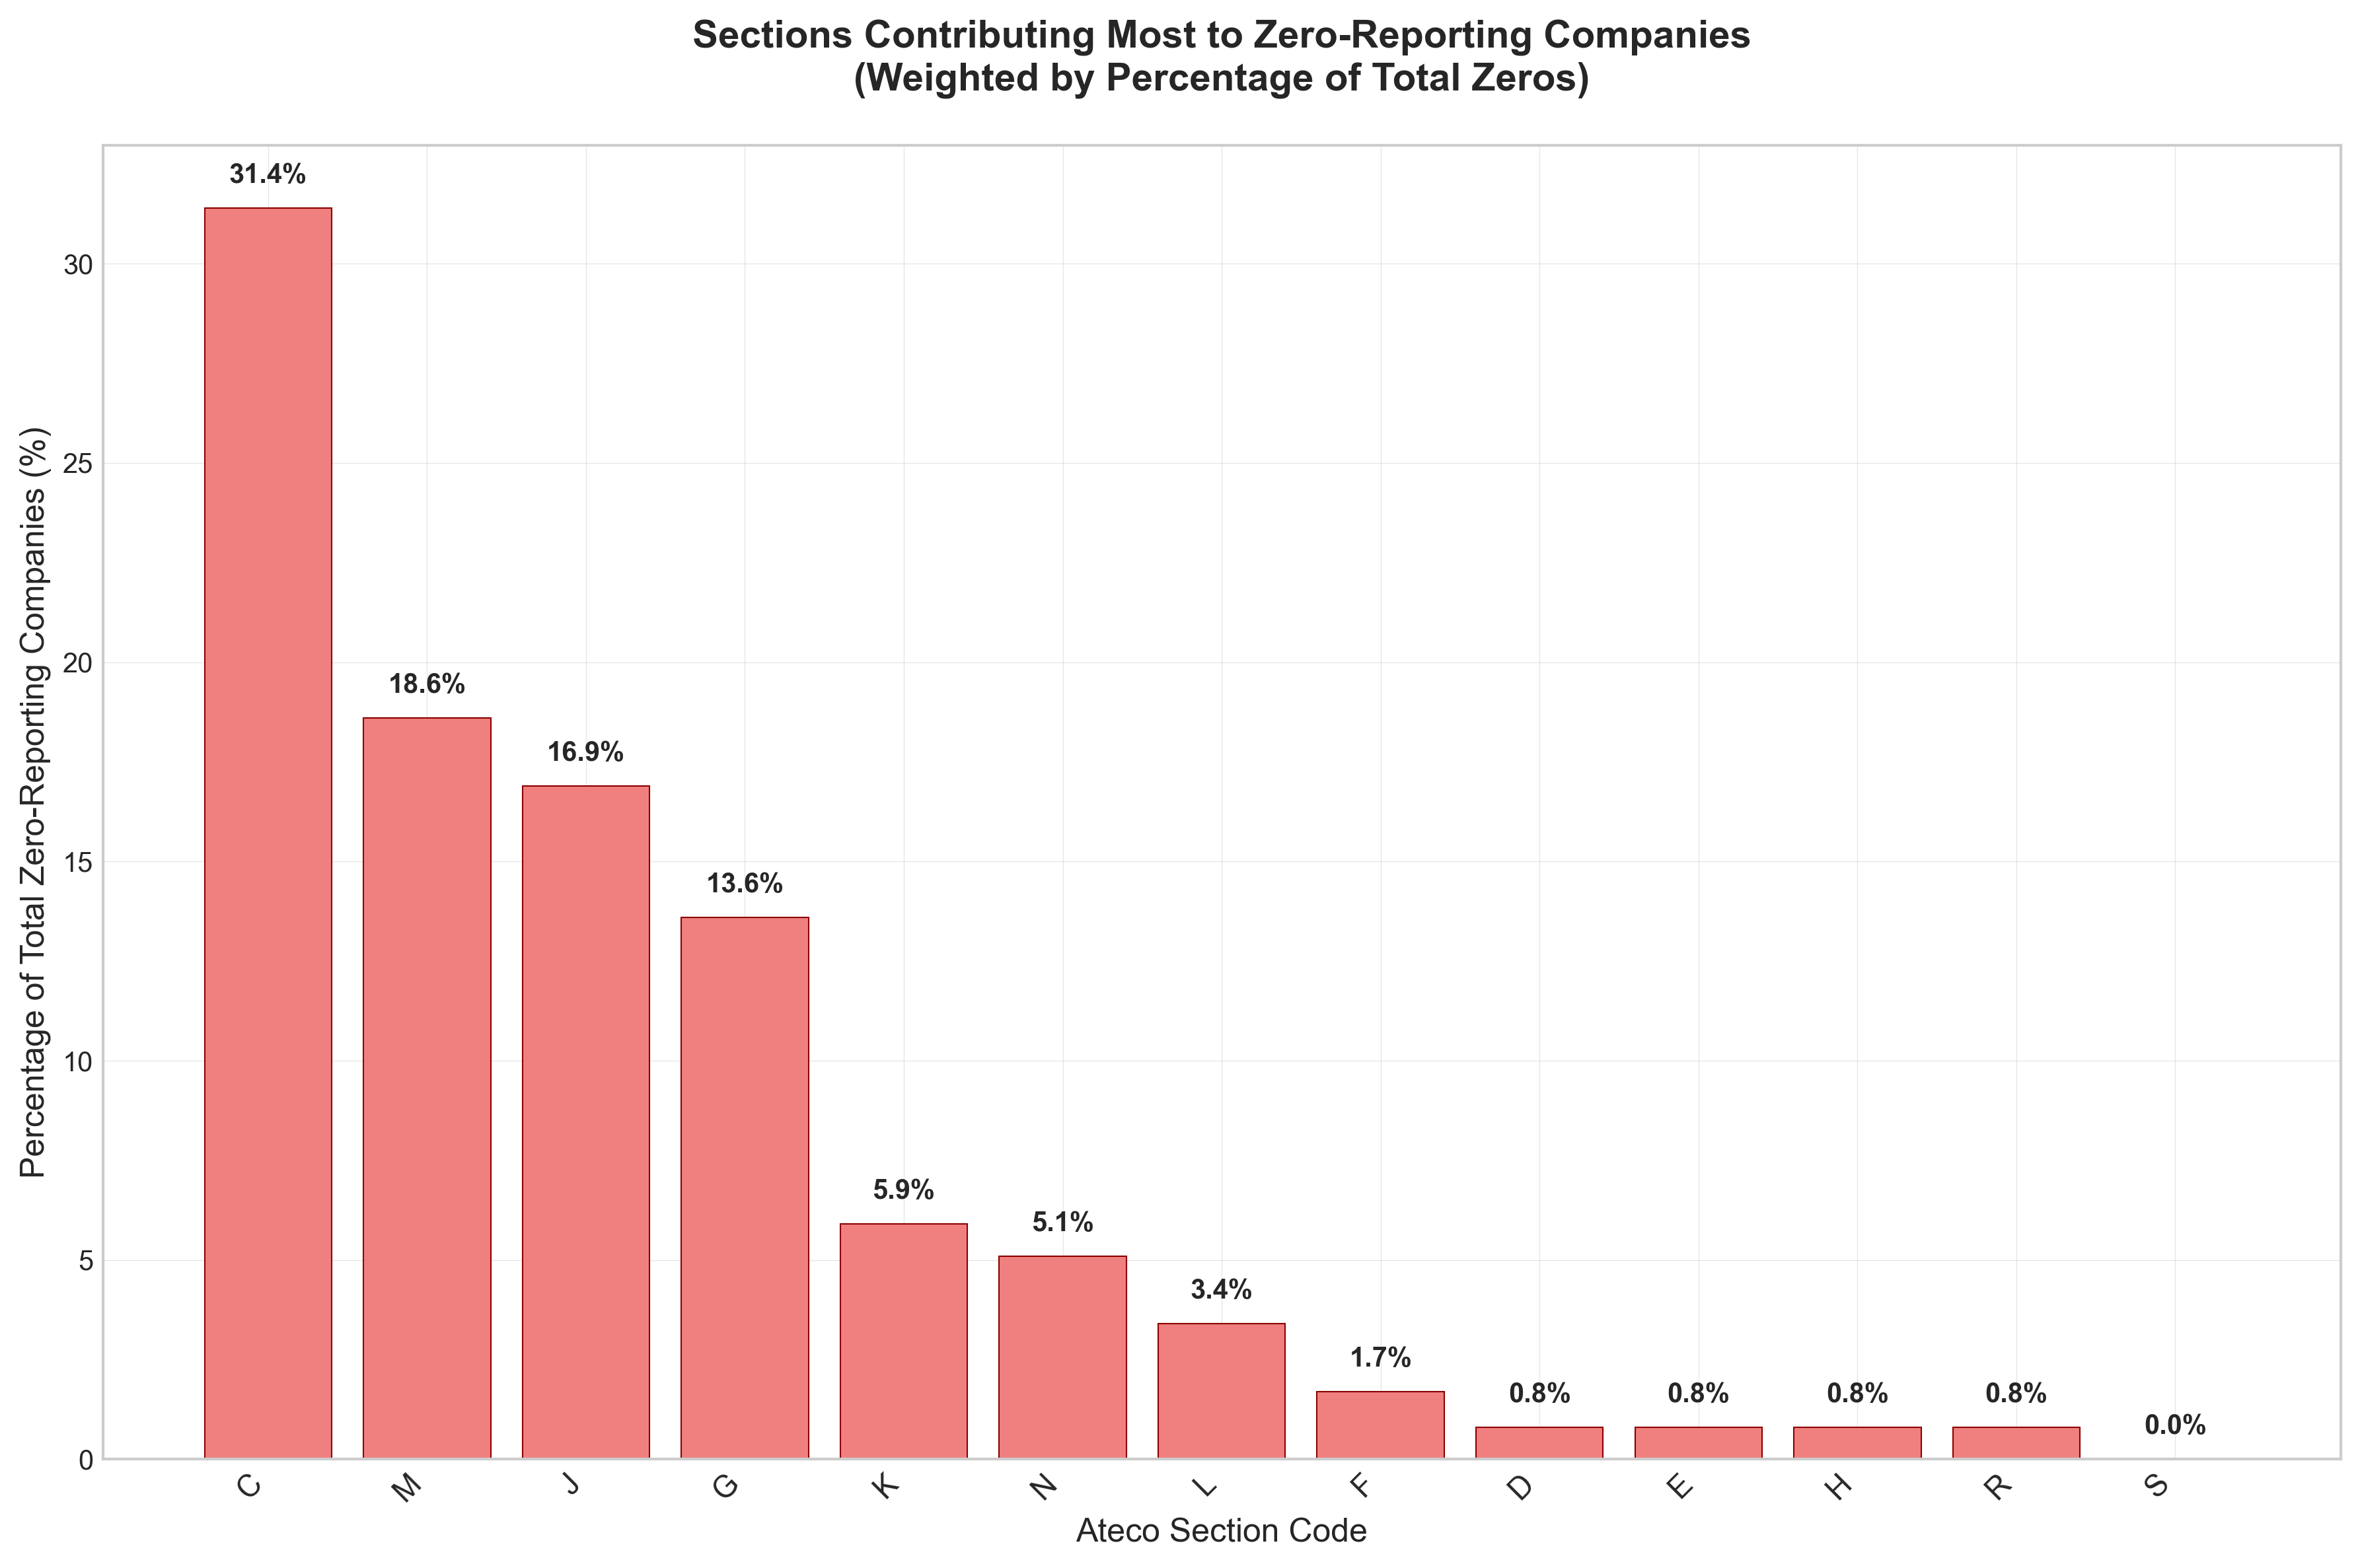 Sections Contributing Most to Zero-Reporting Companies
(Weighted by Percentage of Total Zeros)
Percentage of Total Zero-Reporting Companies (%)
30
25
20
15
10
5
0
31.4%
18.6%
16.9%
13.6%
5.9%
5.1%
3.4%
1.7%
0.8%
0.8%
0.8%
0.8%
0.0%
C
M
J
G
K
N
L
F
D
E
H
R
S
Ateco Section Code